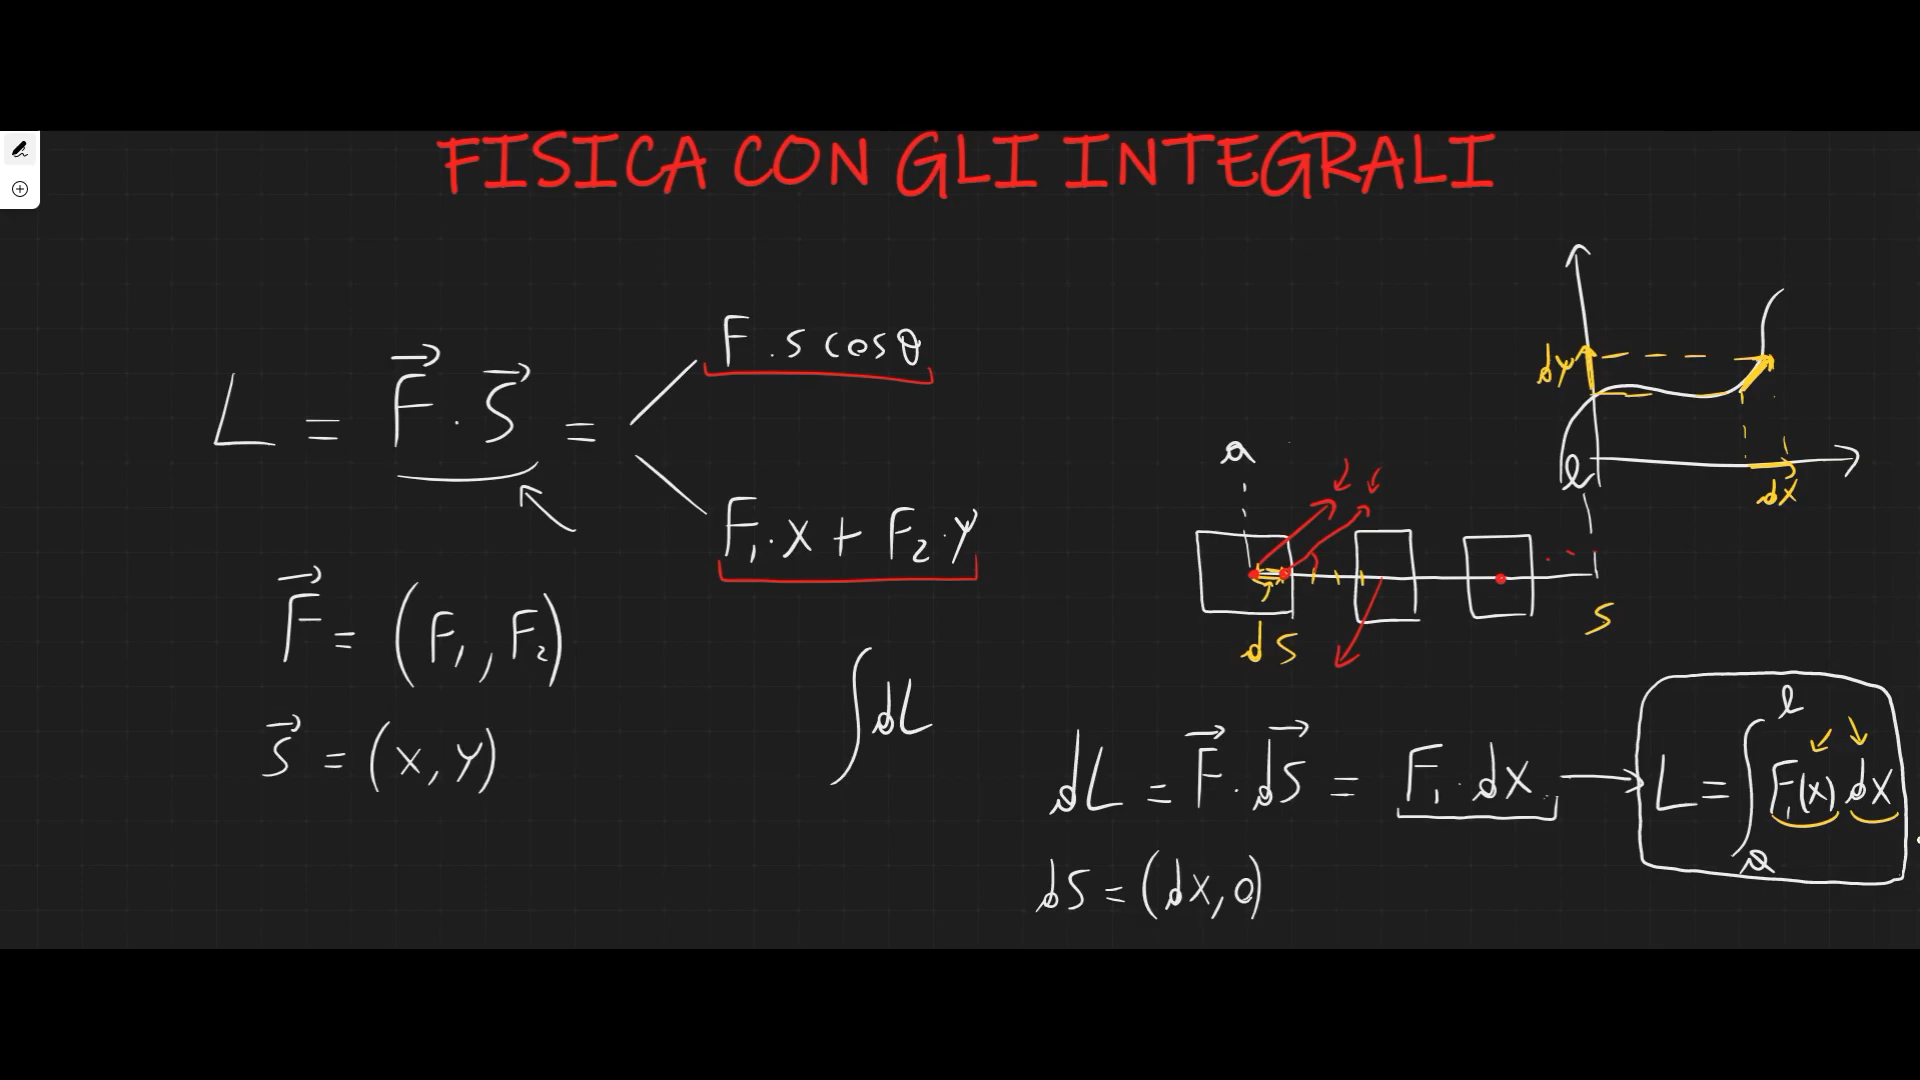 FISICA CON GLI INTEGRALI
L = F⃗ · S⃗ =
F · s cosθ
F₁ · x + F₂ · y
F⃗ = (F₁, F₂)
S⃗ = (x, y)
∫dL
dy
dx
a
b
dS
S
dL = F⃗ · dS⃗ = F₁ · dx → L = ∫ₐᵇ F₁(x) dx
dS = (dx, 0)